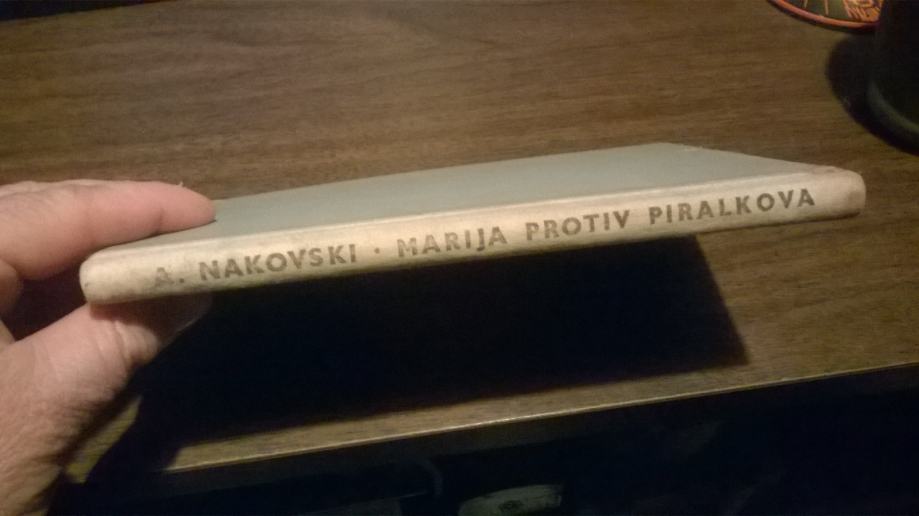 A. NAKOVSKI · MARIJA PROTIV PIRALKOVA